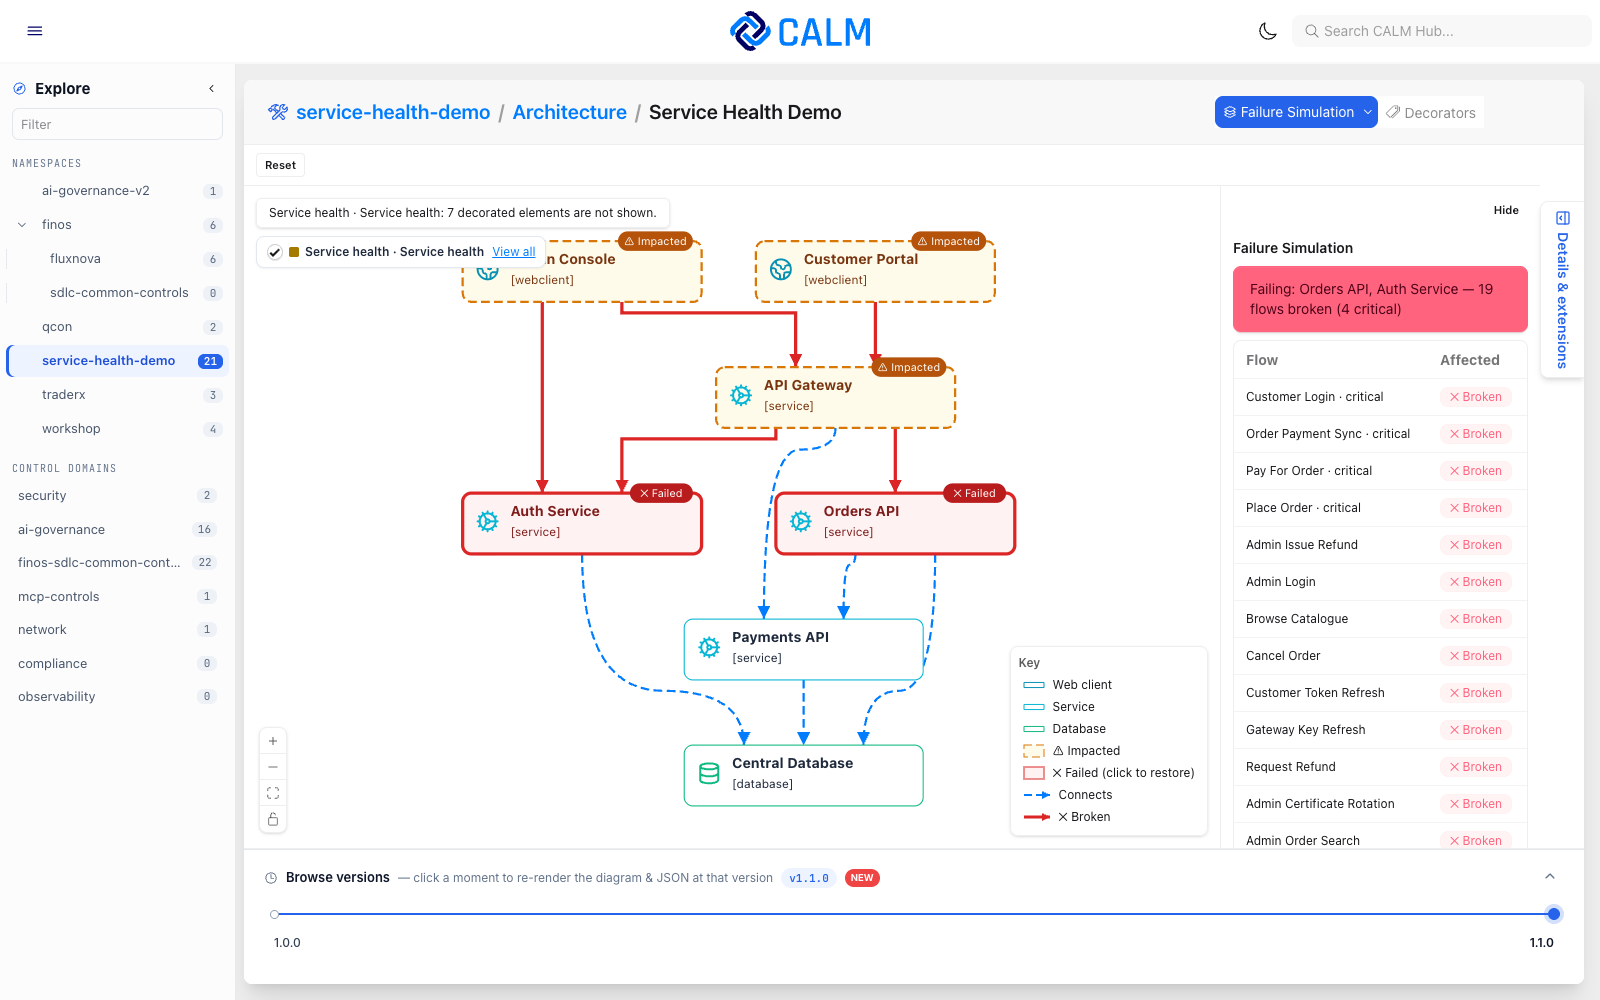 CALM
Search CALM Hub...
Explore
Filter
NAMESPACES
ai-governance-v2 1
finos 6
fluxnova 6
sdlc-common-controls 0
qcon 2
service-health-demo 21
traderx 3
workshop 4
CONTROL DOMAINS
security 2
ai-governance 16
finos-sdlc-common-cont... 22
mcp-controls 1
network 1
compliance 0
observability 0
service-health-demo / Architecture / Service Health Demo
Failure Simulation
Decorators
Reset
Service health · Service health: 7 decorated elements are not shown.
Service health · Service health View all
n Console
[webclient]
Impacted
Customer Portal
[webclient]
Impacted
API Gateway
[service]
Impacted
Auth Service
[service]
Failed
Orders API
[service]
Failed
Payments API
[service]
Central Database
[database]
Key
Web client
Service
Database
Impacted
Failed (click to restore)
Connects
Broken
Hide
Failure Simulation
Failing: Orders API, Auth Service — 19
flows broken (4 critical)
Flow Affected
Customer Login · critical Broken
Order Payment Sync · critical Broken
Pay For Order · critical Broken
Place Order · critical Broken
Admin Issue Refund Broken
Admin Login Broken
Browse Catalogue Broken
Cancel Order Broken
Customer Token Refresh Broken
Gateway Key Refresh Broken
Request Refund Broken
Admin Certificate Rotation Broken
Admin Order Search Broken
Details & extensions
Browse versions — click a moment to re-render the diagram & JSON at that version v1.1.0 NEW
1.0.0
1.1.0